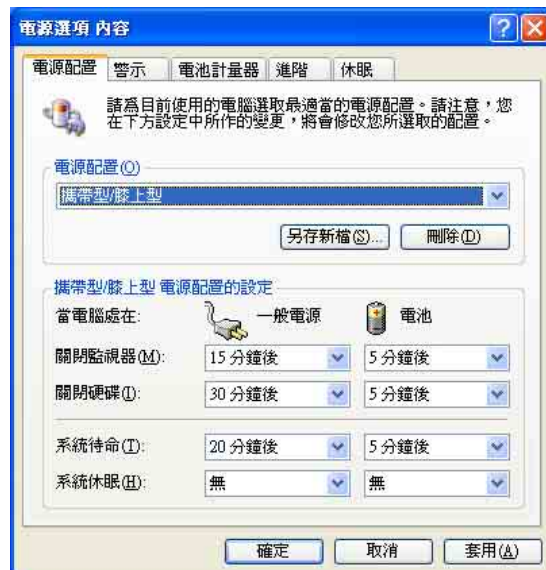 電源選項 內容
電源配置 警示 電池計量器 進階 休眠
請為目前使用的電腦選取最適當的電源配置。請注意，您
在下方設定中所作的變更，將會修改您所選取的配置。
電源配置(O)
攜帶型/膝上型
另存新檔(S)... 刪除(D)
攜帶型/膝上型 電源配置的設定
當電腦處在: 一般電源 電池
關閉監視器(M): 15 分鐘後 5 分鐘後
關閉硬碟(I): 30 分鐘後 5 分鐘後
系統待命(T): 20 分鐘後 5 分鐘後
系統休眠(H): 無 無
確定 取消 套用(A)